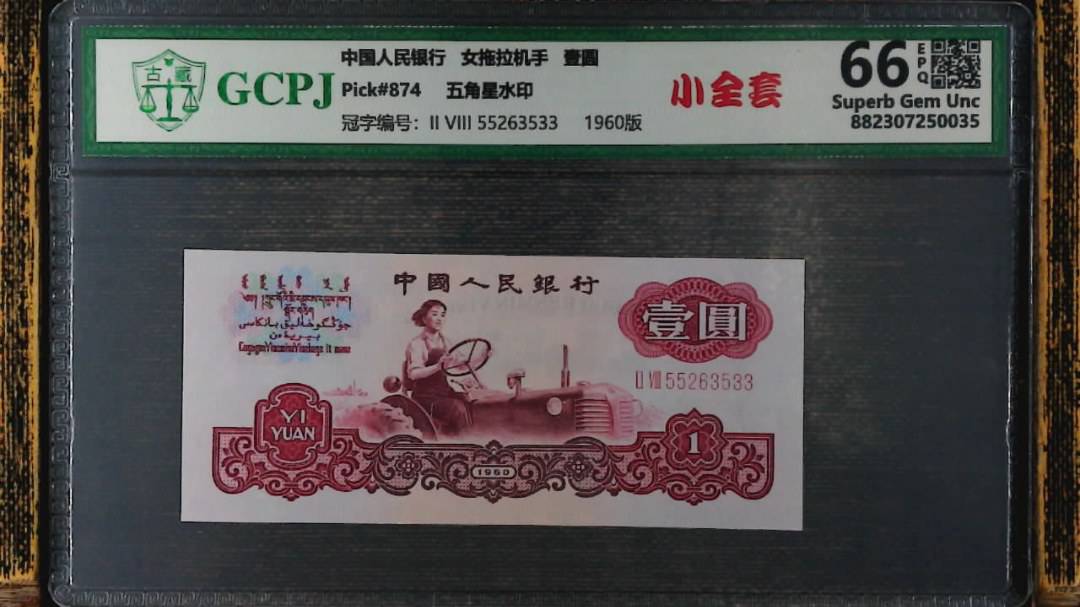 中国人民银行 女拖拉机手 壹圆
古藏 GCPJ Pick#874 五角星水印
冠字编号: II VIII 55263533 1960版
小全套
66 EPQ
Superb Gem Unc
882307250035
中國人民銀行
壹圓
II VIII 55263533
YI
YUAN
1960
1